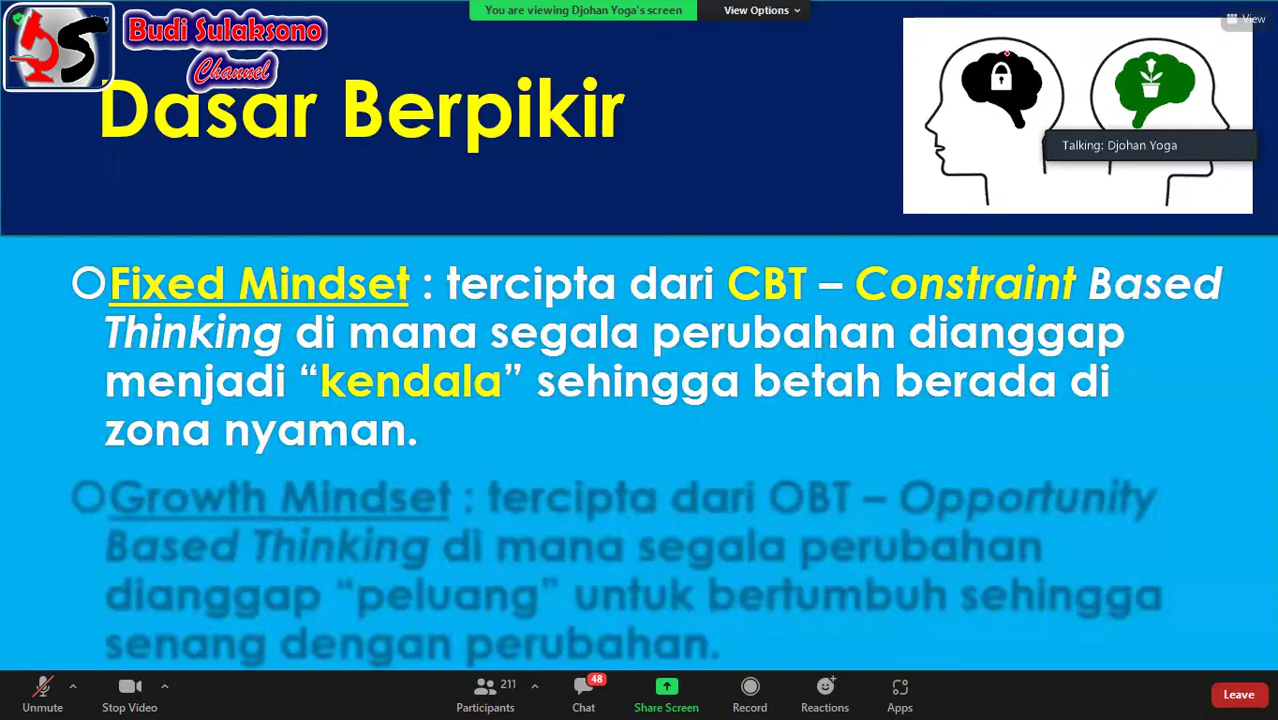 You are viewing Djohan Yoga's screen
View Options
View
Budi Sulaksono
Channel
S
Dasar Berpikir
Talking: Djohan Yoga
Fixed Mindset : tercipta dari CBT – Constraint Based
Thinking di mana segala perubahan dianggap
menjadi “kendala” sehingga betah berada di
zona nyaman.
Growth Mindset : tercipta dari OBT – Opportunity
Based Thinking di mana segala perubahan
dianggap “peluang” untuk bertumbuh sehingga
senang dengan perubahan.
211
48
Unmute
Stop Video
Participants
Chat
Share Screen
Record
Reactions
Apps
Leave